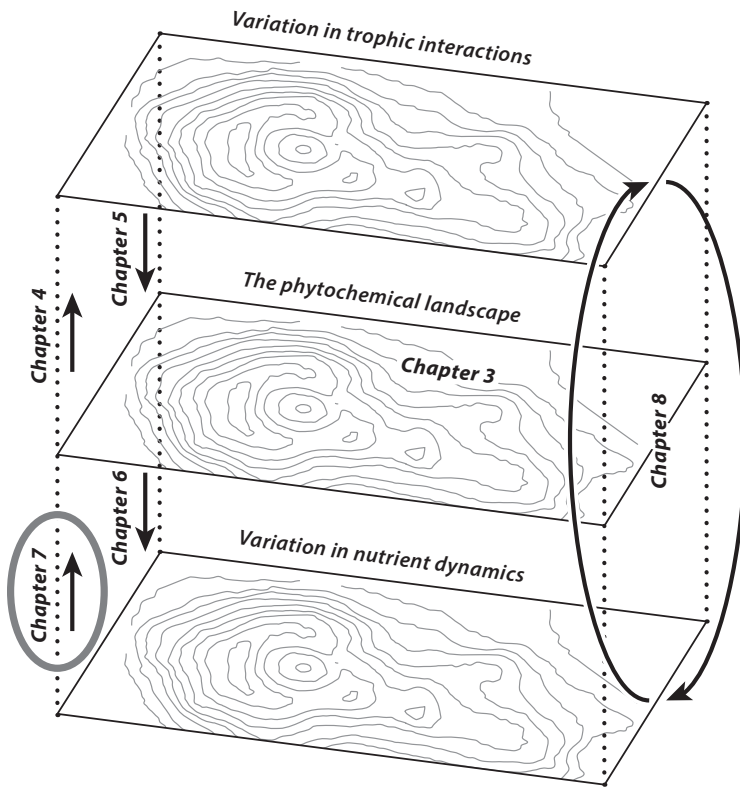 Variation in trophic interactions
Chapter 5
The phytochemical landscape
Chapter 4
Chapter 3
Chapter 8
Chapter 6
Variation in nutrient dynamics
Chapter 7